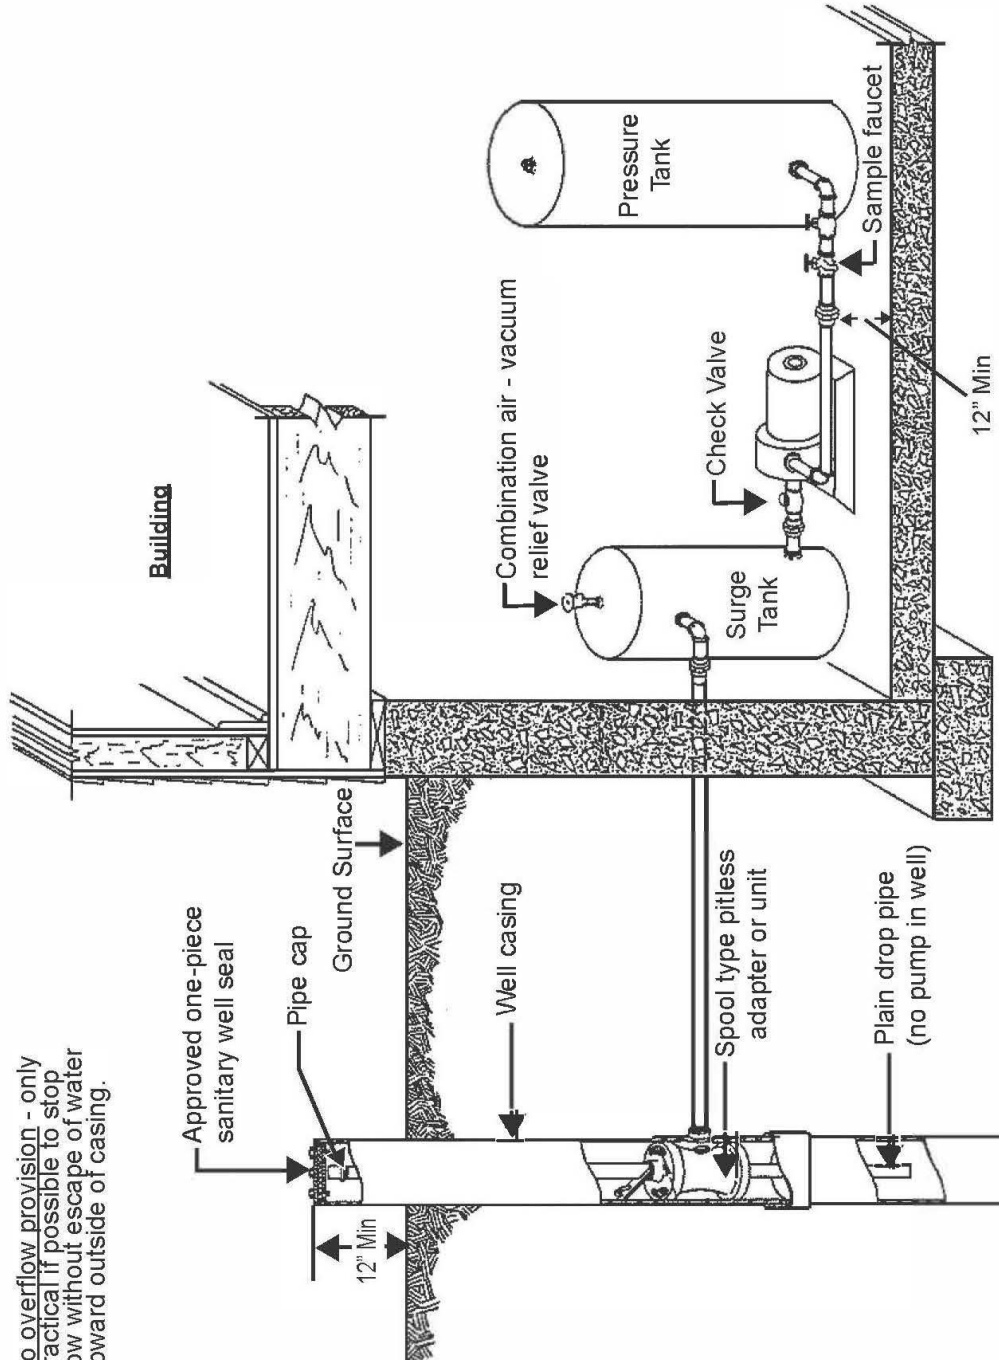 o overflow provision - only
ractical if possible to stop
ow without escape of water
oward outside of casing.
Approved one-piece
sanitary well seal
Pipe cap
Ground Surface
12" Min
Well casing
Spool type pitless
adapter or unit
Plain drop pipe
(no pump in well)
Building
Combination air - vacuum
relief valve
Surge
Tank
Check Valve
Pressure
Tank
Sample faucet
12" Min